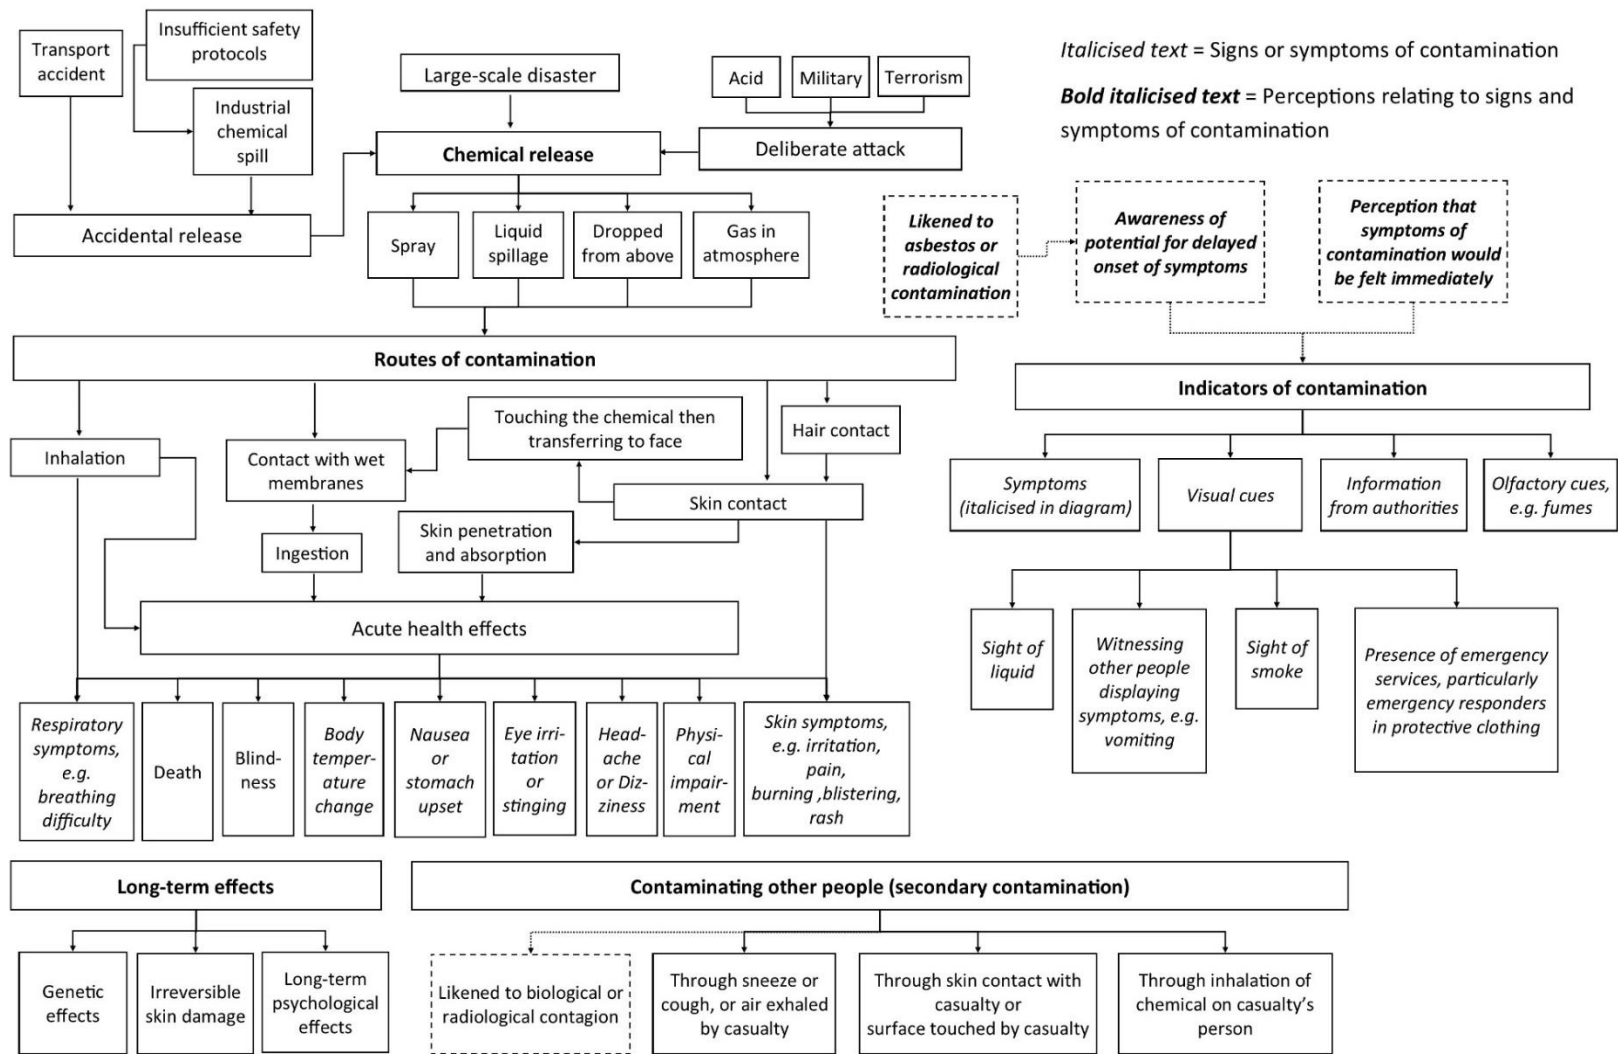 Transport
accident
Insufficient safety
protocols
Industrial
chemical
spill
Accidental release
Large-scale disaster
Chemical release
Acid
Military
Terrorism
Deliberate attack
Italicised text = Signs or symptoms of contamination
Bold italicised text = Perceptions relating to signs and
symptoms of contamination
Spray
Liquid
spillage
Dropped
from above
Gas in
atmosphere
Likened to
asbestos or
radiological
contamination
Awareness of
potential for delayed
onset of symptoms
Perception that
symptoms of
contamination would
be felt immediately
Routes of contamination
Inhalation
Contact with wet
membranes
Touching the chemical then
transferring to face
Hair contact
Skin contact
Ingestion
Skin penetration
and absorption
Acute health effects
Respiratory
symptoms,
e.g.
breathing
difficulty
Death
Blind-
ness
Body
temper-
ature
change
Nausea
or
stomach
upset
Eye irri-
tation
or
stinging
Head-
ache
or Diz-
ziness
Physi-
cal
impair-
ment
Skin symptoms,
e.g. irritation,
pain,
burning ,blistering,
rash
Indicators of contamination
Symptoms
(italicised in diagram)
Visual cues
Information
from authorities
Olfactory cues,
e.g. fumes
Sight of
liquid
Witnessing
other people
displaying
symptoms, e.g.
vomiting
Sight of
smoke
Presence of emergency
services, particularly
emergency responders
in protective clothing
Long-term effects
Genetic
effects
Irreversible
skin damage
Long-term
psychological
effects
Contaminating other people (secondary contamination)
Likened to biological or
radiological contagion
Through sneeze or
cough, or air exhaled
by casualty
Through skin contact with
casualty or
surface touched by casualty
Through inhalation of
chemical on casualty's
person